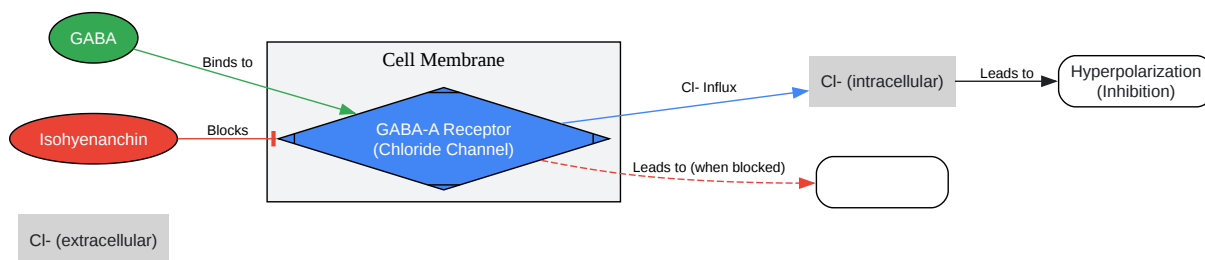 GABA
Binds to
Cell Membrane
Isohyenanchin
Blocks
GABA-A Receptor
(Chloride Channel)
Cl- Influx
Cl- (intracellular)
Leads to
Hyperpolarization
(Inhibition)
Leads to (when blocked)
Cl- (extracellular)